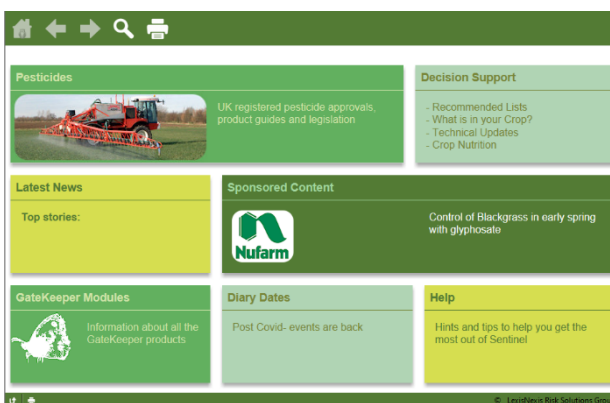 Pesticides
UK registered pesticide approvals,
product guides and legislation
Decision Support
- Recommended Lists
- What is in your Crop?
- Technical Updates
- Crop Nutrition
Latest News
Top stories:
Sponsored Content
Nufarm
Control of Blackgrass in early spring
with glyphosate
GateKeeper Modules
Information about all the
GateKeeper products
Diary Dates
Post Covid- events are back
Help
Hints and tips to help you get the
most out of Sentinel
© LexisNexis Risk Solutions Grou